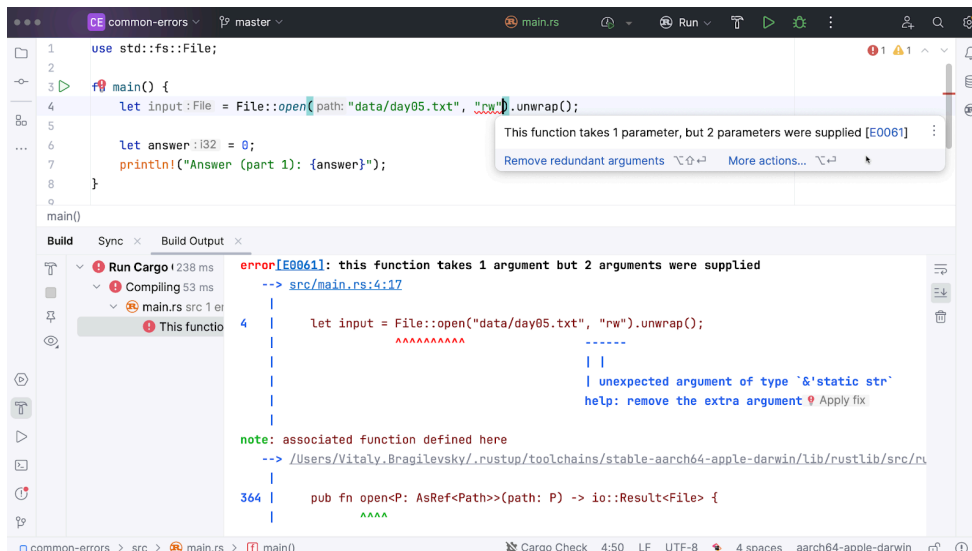 CE common-errors master main.rs Run
1 use std::fs::File;
1 1
2
3 fn main() {
4 let input : File = File::open( path: "data/day05.txt", "rw").unwrap();
5
This function takes 1 parameter, but 2 parameters were supplied [E0061]
6 let answer : i32 = 0;
7 println!("Answer (part 1): {answer}");
Remove redundant arguments ⌥⇧⏎ More actions... ⌥⏎
8 }
9
main()
Build Sync × Build Output ×
Run Cargo 238 ms
Compiling 53 ms
main.rs src 1 er
This functio
error[E0061]: this function takes 1 argument but 2 arguments were supplied
--> src/main.rs:4:17
|
4 | let input = File::open("data/day05.txt", "rw").unwrap();
| ^^^^^^^^^^ ------
| | |
| | unexpected argument of type `&'static str`
| help: remove the extra argument Apply fix
|
note: associated function defined here
--> /Users/Vitaly.Bragilevsky/.rustup/toolchains/stable-aarch64-apple-darwin/lib/rustlib/src/ru
|
364 | pub fn open<P: AsRef<Path>>(path: P) -> io::Result<File> {
| ^^^^
common-errors > src > main.rs > main() Cargo Check 4:50 LF UTF-8 4 spaces aarch64-apple-darwin